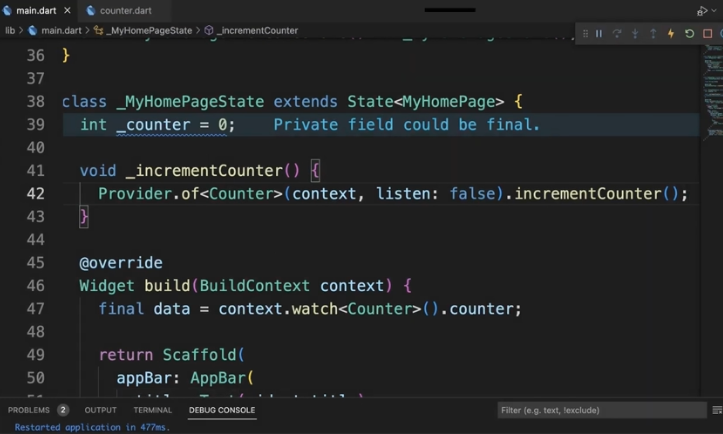 main.dart counter.dart
lib > main.dart > _MyHomePageState > _incrementCounter
36 }
37
38 class _MyHomePageState extends State<MyHomePage> {
39 int _counter = 0; Private field could be final.
40
41 void _incrementCounter() {
42 Provider.of<Counter>(context, listen: false).incrementCounter();
43 }
44
45 @override
46 Widget build(BuildContext context) {
47 final data = context.watch<Counter>().counter;
48
49 return Scaffold(
50 appBar: AppBar(
PROBLEMS 2 OUTPUT TERMINAL DEBUG CONSOLE Filter (e.g. text, !exclude)
Restarted application in 477ms.